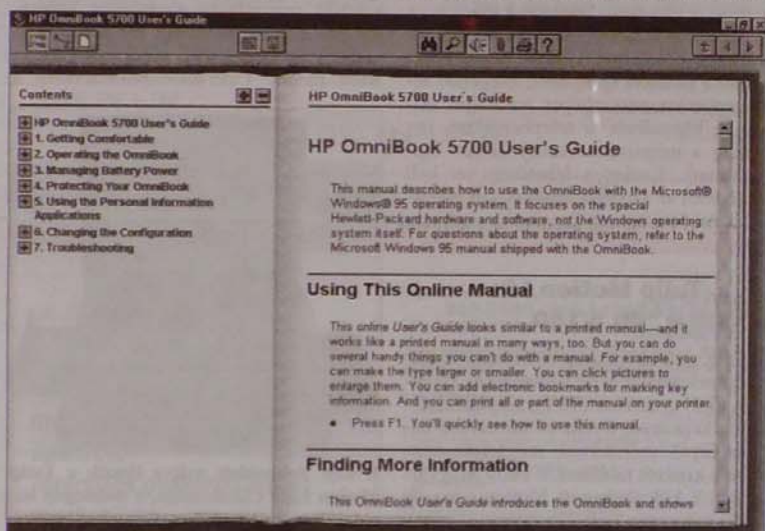 HP OmniBook 5700 User's Guide
Contents
HP OmniBook 5700 User's Guide
1. Getting Comfortable
2. Operating the OmniBook
3. Managing Battery Power
4. Protecting Your OmniBook
5. Using the Personal Information
Applications
6. Changing the Configuration
7. Troubleshooting
HP OmniBook 5700 User's Guide
HP OmniBook 5700 User's Guide
This manual describes how to use the OmniBook with the Microsoft®
Windows® 95 operating system. It focuses on the special
Hewlett-Packard hardware and software, not the Windows operating
system itself. For questions about the operating system, refer to the
Microsoft Windows 95 manual shipped with the OmniBook.
Using This Online Manual
This online User's Guide looks similar to a printed manual—and it
works like a printed manual in many ways, too. But you can do
several handy things you can't do with a manual. For example, you
can make the type larger or smaller. You can click pictures to
enlarge them. You can add electronic bookmarks for marking key
information. And you can print all or part of the manual on your printer.
• Press F1. You'll quickly see how to use this manual.
Finding More Information
This OmniBook User's Guide introduces the OmniBook and shows